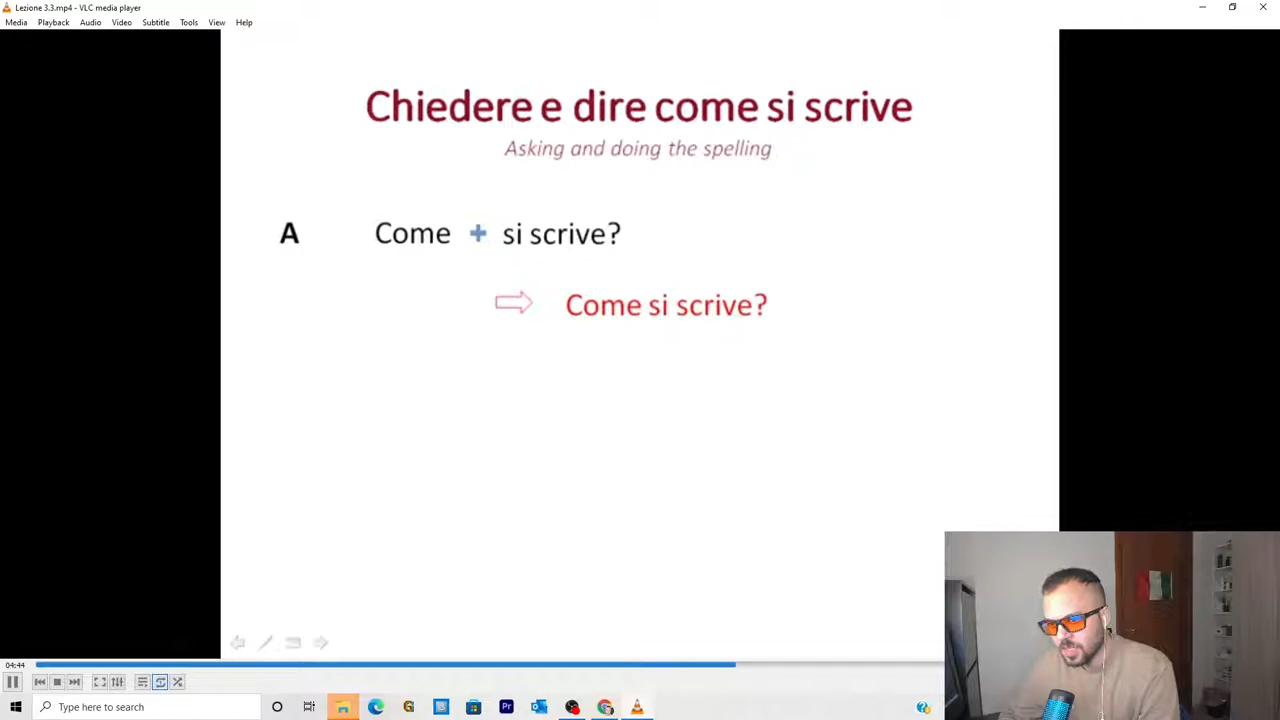 Lezione 3.3.mp4 - VLC media player
Media Playback Audio Video Subtitle Tools View Help
Chiedere e dire come si scrive
Asking and doing the spelling
A Come + si scrive?
Come si scrive?
04:44
Type here to search